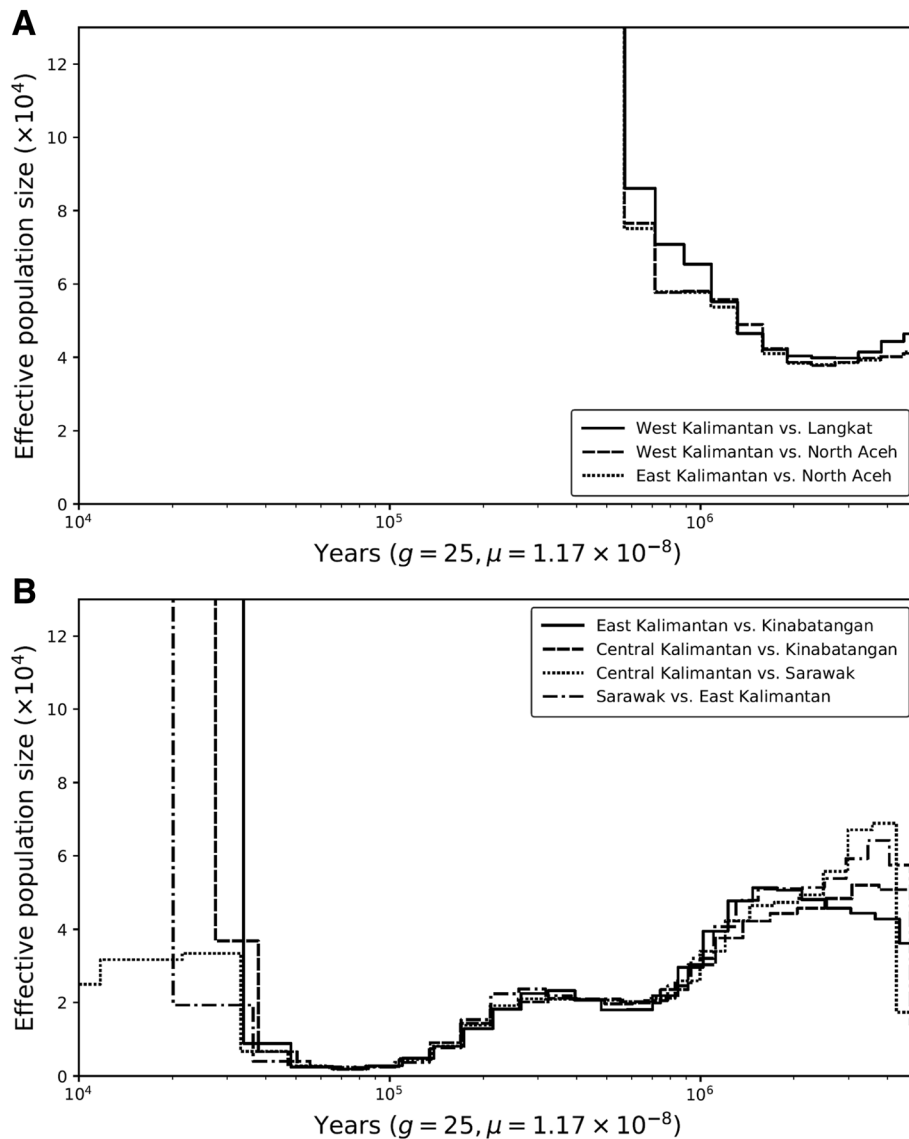 A
Effective population size (×10⁴)
12
10
8
6
4
2
0
West Kalimantan vs. Langkat
West Kalimantan vs. North Aceh
East Kalimantan vs. North Aceh
10⁴
10⁵
10⁶
Years (g = 25, μ = 1.17 × 10⁻⁸)
B
Effective population size (×10⁴)
12
10
8
6
4
2
0
East Kalimantan vs. Kinabatangan
Central Kalimantan vs. Kinabatangan
Central Kalimantan vs. Sarawak
Sarawak vs. East Kalimantan
10⁴
10⁵
10⁶
Years (g = 25, μ = 1.17 × 10⁻⁸)